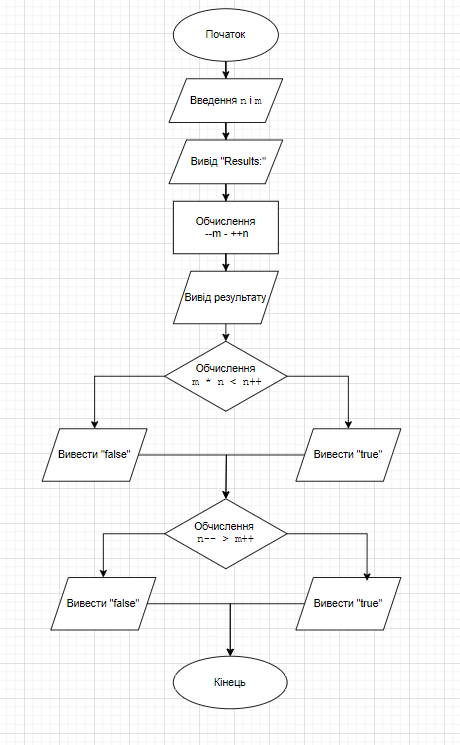 Початок
Введення n і m
Вивід "Results:"
Обчислення
--m - ++n
Вивід результату
Обчислення
m * n < n++
Вивести "false"
Вивести "true"
Обчислення
n-- > m++
Вивести "false"
Вивести "true"
Кінець